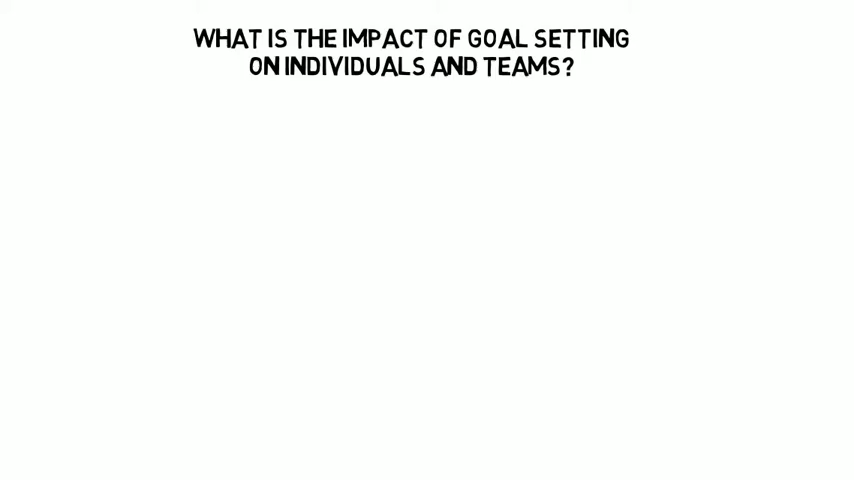 WHAT IS THE IMPACT OF GOAL SETTING
ON INDIVIDUALS AND TEAMS?